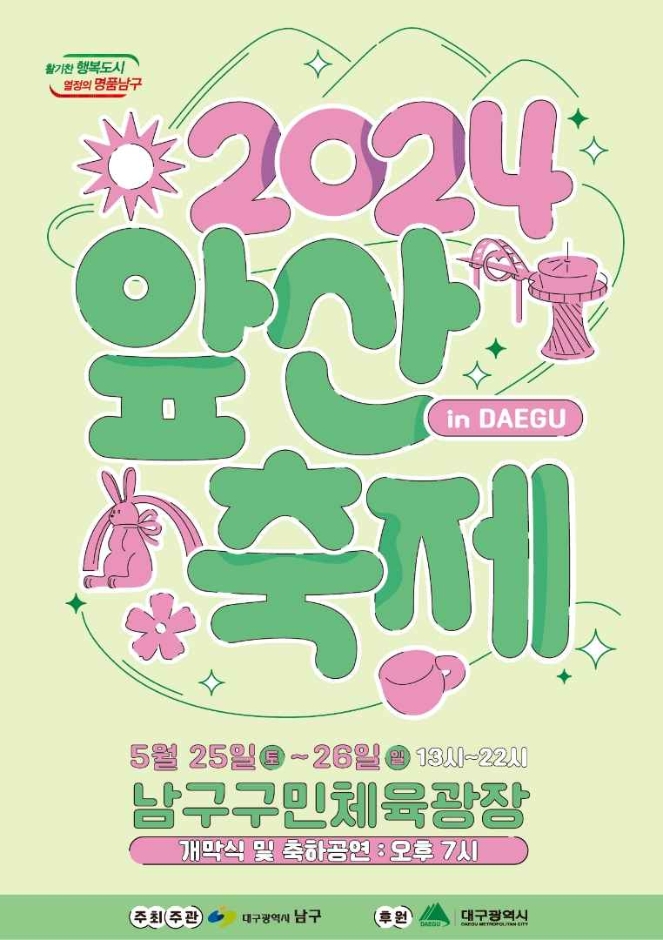 활기찬 행복도시
열정의 명품남구
2024
앞산
in DAEGU
축제
5월 25일(토) ~ 26일(일) 13시~22시
남구구민체육광장
개막식 및 축하공연 : 오후 7시
주최 주관 대구광역시 남구 후원 DAEGU 대구광역시
DAEGU METROPOLITAN CITY